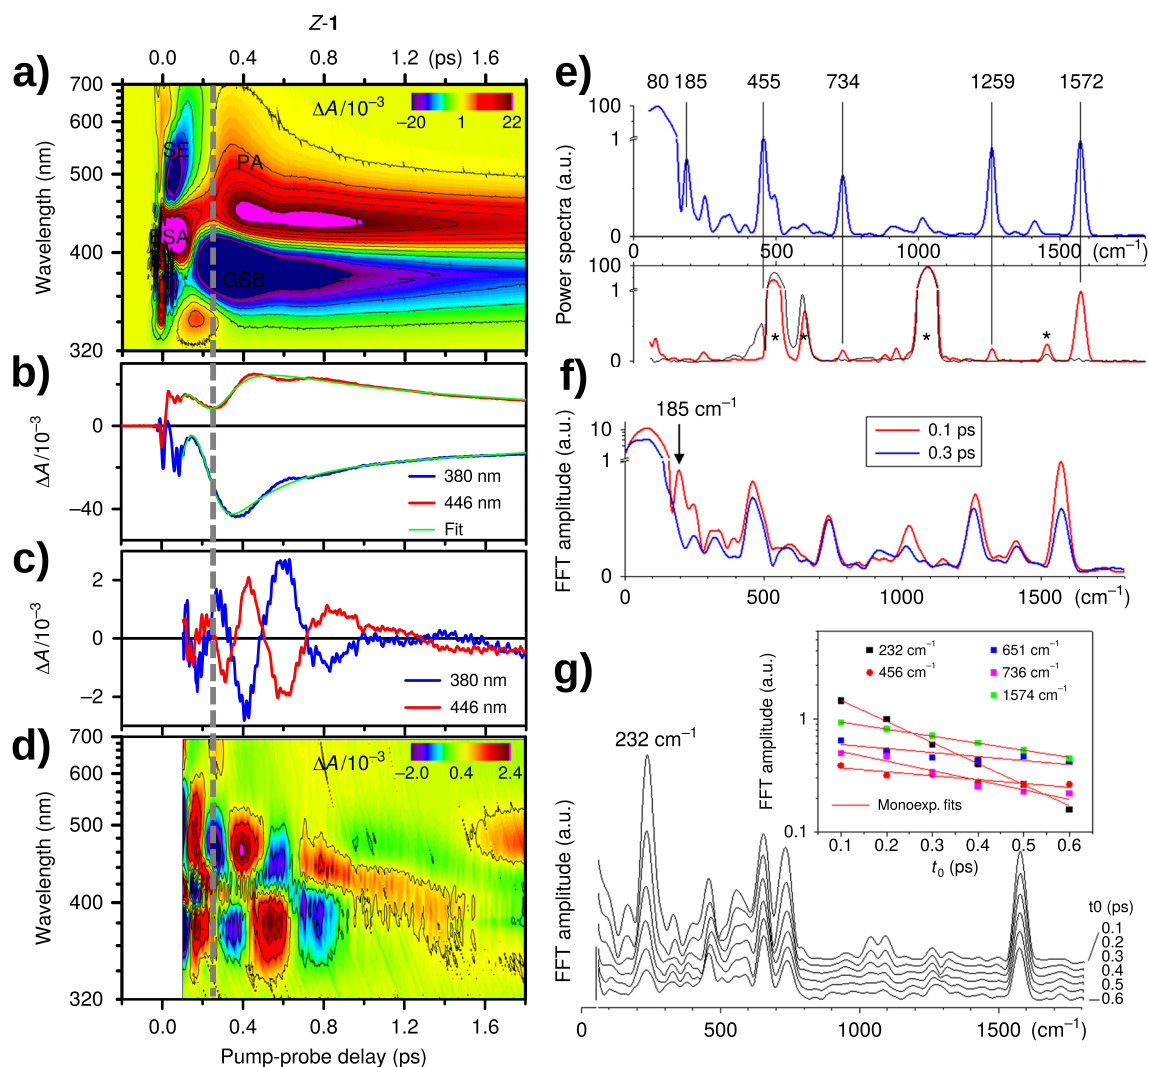 Z-1
0.0 0.4 0.8 1.2 (ps) 1.6
a)
700
600
500
400
320
Wavelength (nm)
ΔA/10⁻³
−20 1 22
SE
PA
GSB
b)
0
−40
ΔA/10⁻³
380 nm
446 nm
Fit
c)
2
0
−2
ΔA/10⁻³
380 nm
446 nm
d)
700
600
500
400
320
Wavelength (nm)
ΔA/10⁻³
−2.0 0.4 2.4
0.0 0.4 0.8 1.2 1.6
Pump-probe delay (ps)
e)
80 185 455 734 1259 1572
100
1
0
0 500 1000 1500 (cm⁻¹)
Power spectra (a.u.)
100
1
0
* * * *
f)
185 cm⁻¹
10
1
0
FFT amplitude (a.u.)
0.1 ps
0.3 ps
0 500 1000 1500 (cm⁻¹)
g)
232 cm⁻¹
FFT amplitude (a.u.)
232 cm⁻¹
456 cm⁻¹
651 cm⁻¹
736 cm⁻¹
1574 cm⁻¹
FFT amplitude (a.u.)
1
0.1
Monoexp. fits
0.1 0.2 0.3 0.4 0.5 0.6
t₀ (ps)
t0 (ps)
0.1
0.2
0.3
0.4
0.5
0.6
0 500 1000 1500 (cm⁻¹)